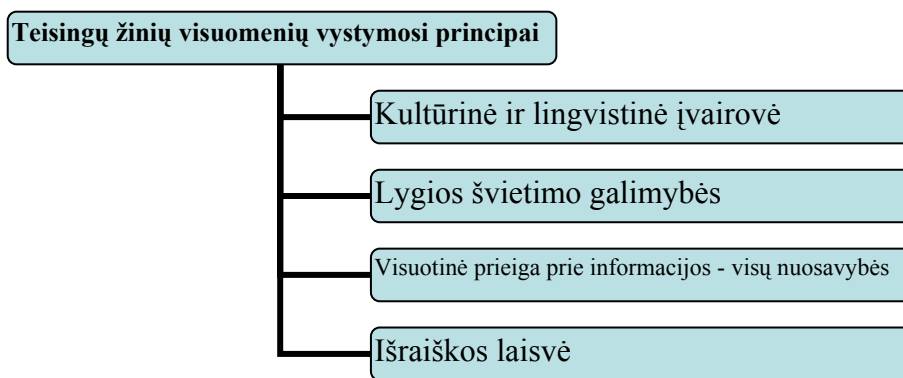 Teisingų žinių visuomenių vystymosi principai
Kultūrinė ir lingvistinė įvairovė
Lygios švietimo galimybės
Visuotinė prieiga prie informacijos - visų nuosavybės
Išraiškos laisvė